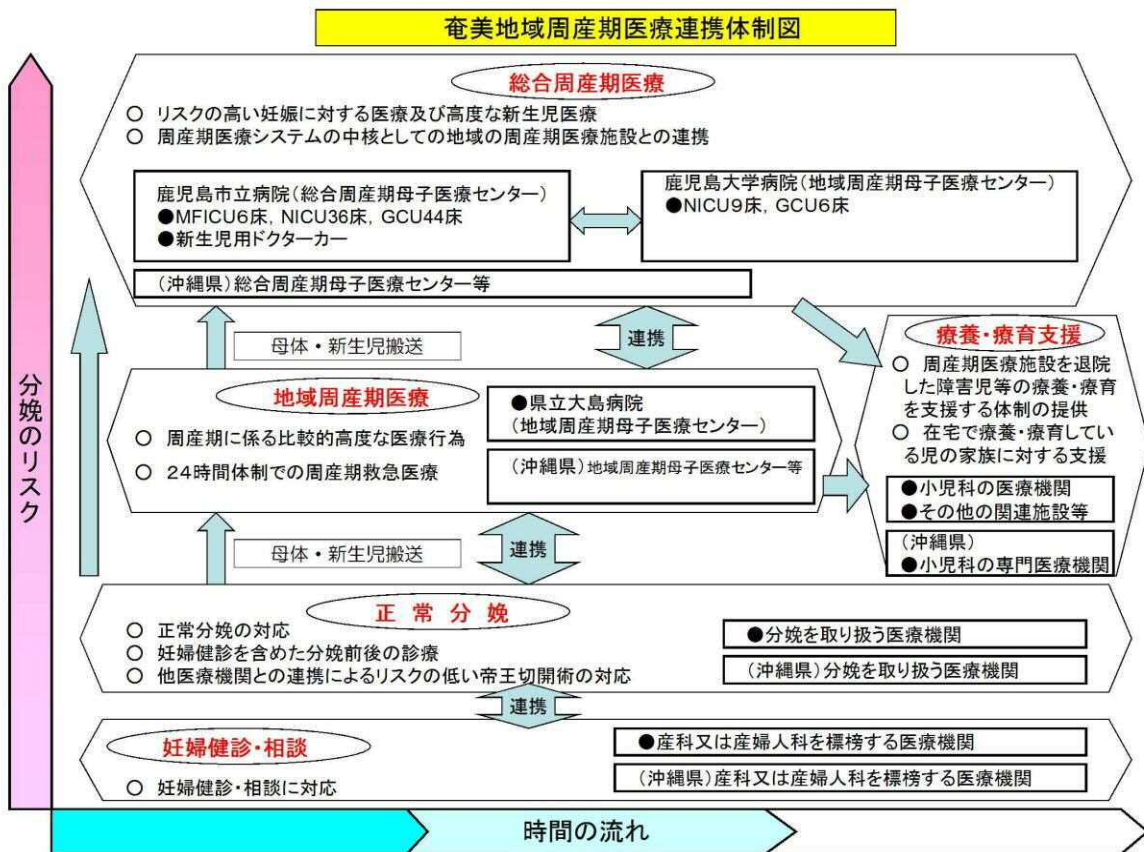 奄美地域周産期医療連携体制図
総合周産期医療
○ リスクの高い妊娠に対する医療及び高度な新生児医療
○ 周産期医療システムの中核としての地域の周産期医療施設との連携
鹿児島市立病院(総合周産期母子医療センター)
●MFICU6床, NICU36床, GCU44床
●新生児用ドクターカー
鹿児島大学病院(地域周産期母子医療センター)
●NICU9床, GCU6床
(沖縄県)総合周産期母子医療センター等
母体・新生児搬送
連携
地域周産期医療
○ 周産期に係る比較的高度な医療行為
○ 24時間体制での周産期救急医療
●県立大島病院
(地域周産期母子医療センター)
(沖縄県)地域周産期母子医療センター等
療養・療育支援
○ 周産期医療施設を退院
した障害児等の療養・療育
を支援する体制の提供
○ 在宅で療養・療育してい
る児の家族に対する支援
●小児科の医療機関
●その他の関連施設等
(沖縄県)
●小児科の専門医療機関
母体・新生児搬送
連携
正常分娩
○ 正常分娩の対応
○ 妊婦健診を含めた分娩前後の診療
○ 他医療機関との連携によるリスクの低い帝王切開術の対応
●分娩を取り扱う医療機関
(沖縄県)分娩を取り扱う医療機関
連携
妊婦健診・相談
○ 妊婦健診・相談に対応
●産科又は産婦人科を標榜する医療機関
(沖縄県)産科又は産婦人科を標榜する医療機関
分娩のリスク
時間の流れ